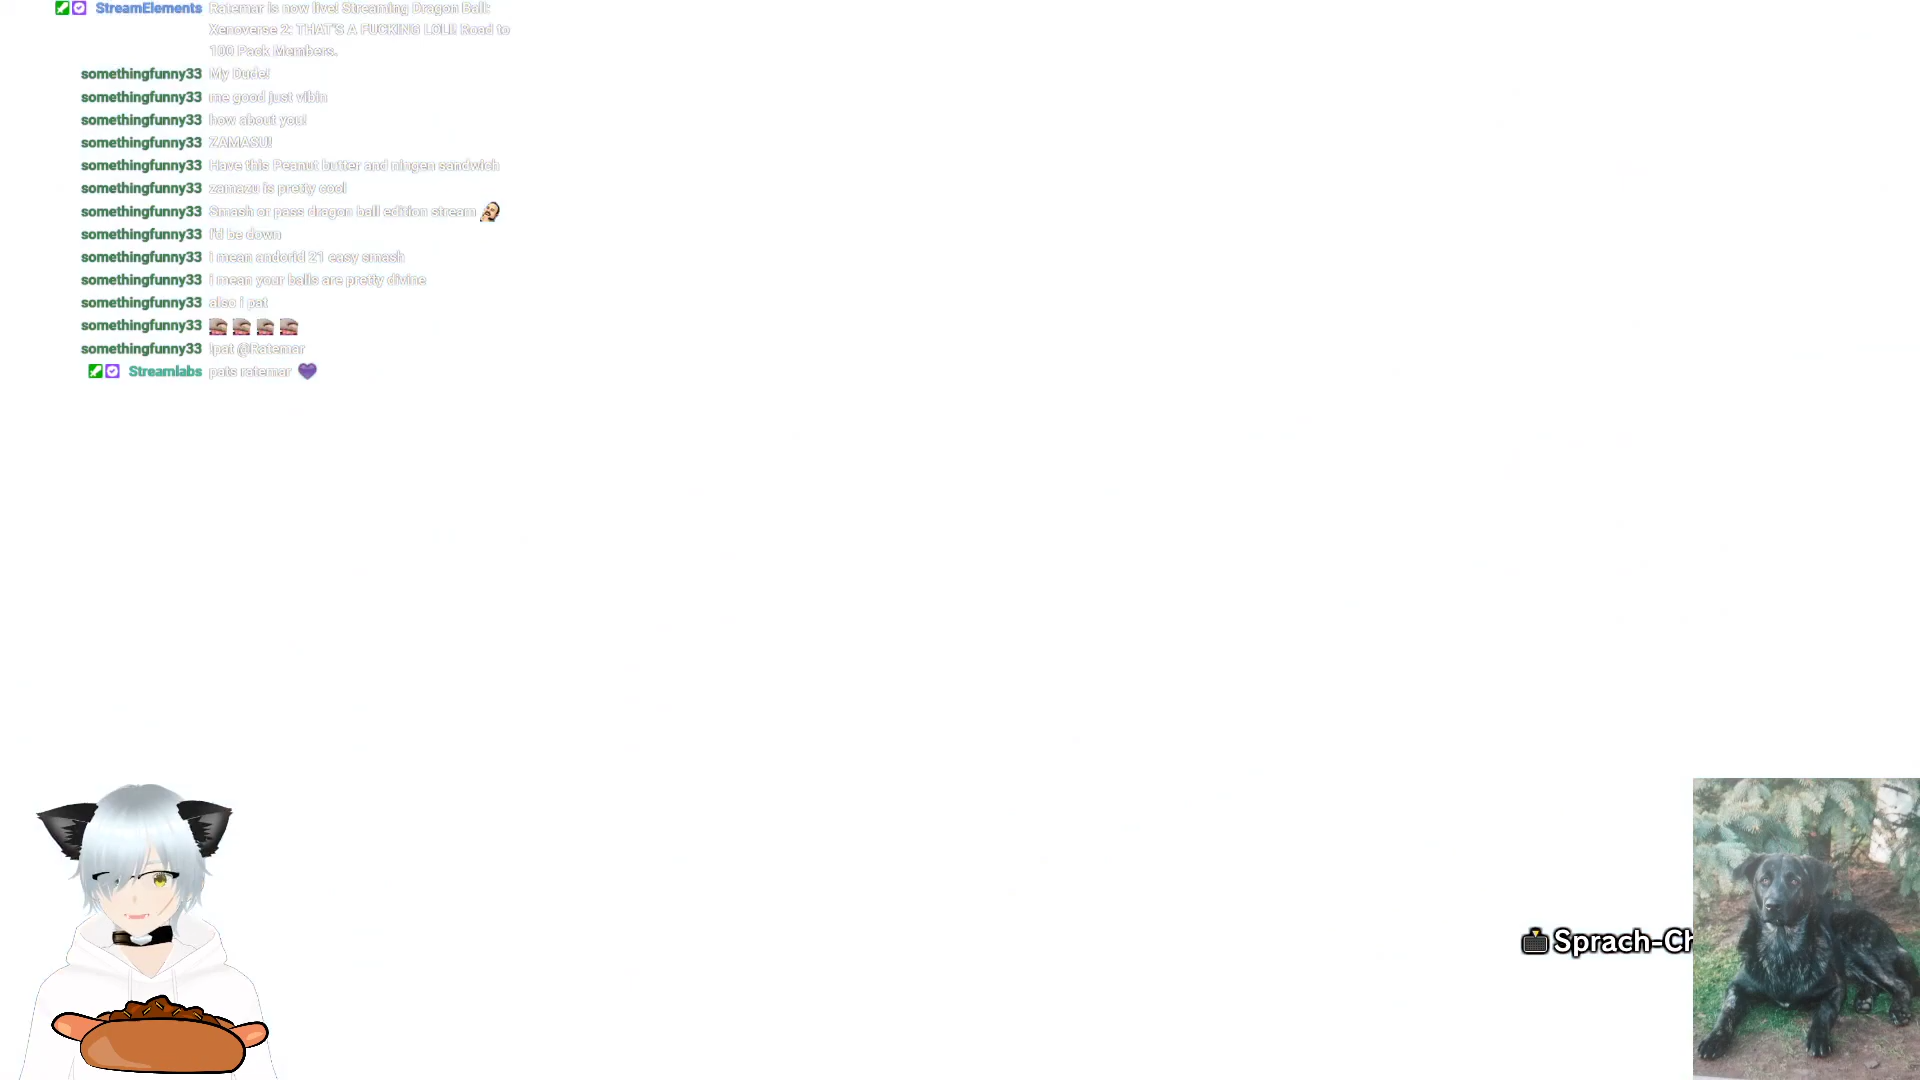 StreamElements Ratemar is now live! Streaming Dragon Ball:
Xenoverse 2: THAT'S A FUCKING LOLI! Road to
100 Pack Members.
somethingfunny33 My Dude!
somethingfunny33 me good just vibin
somethingfunny33 how about you!
somethingfunny33 ZAMASU!
somethingfunny33 Have this Peanut butter and ningen sandwich
somethingfunny33 zamazu is pretty cool
somethingfunny33 Smash or pass dragon ball edition stream
somethingfunny33 I'd be down
somethingfunny33 I mean andorid 21 easy smash
somethingfunny33 i mean your balls are pretty divine
somethingfunny33 also i pat
somethingfunny33
somethingfunny33 !pat @Ratemar
Streamlabs pats ratemar
Sprach-Ch